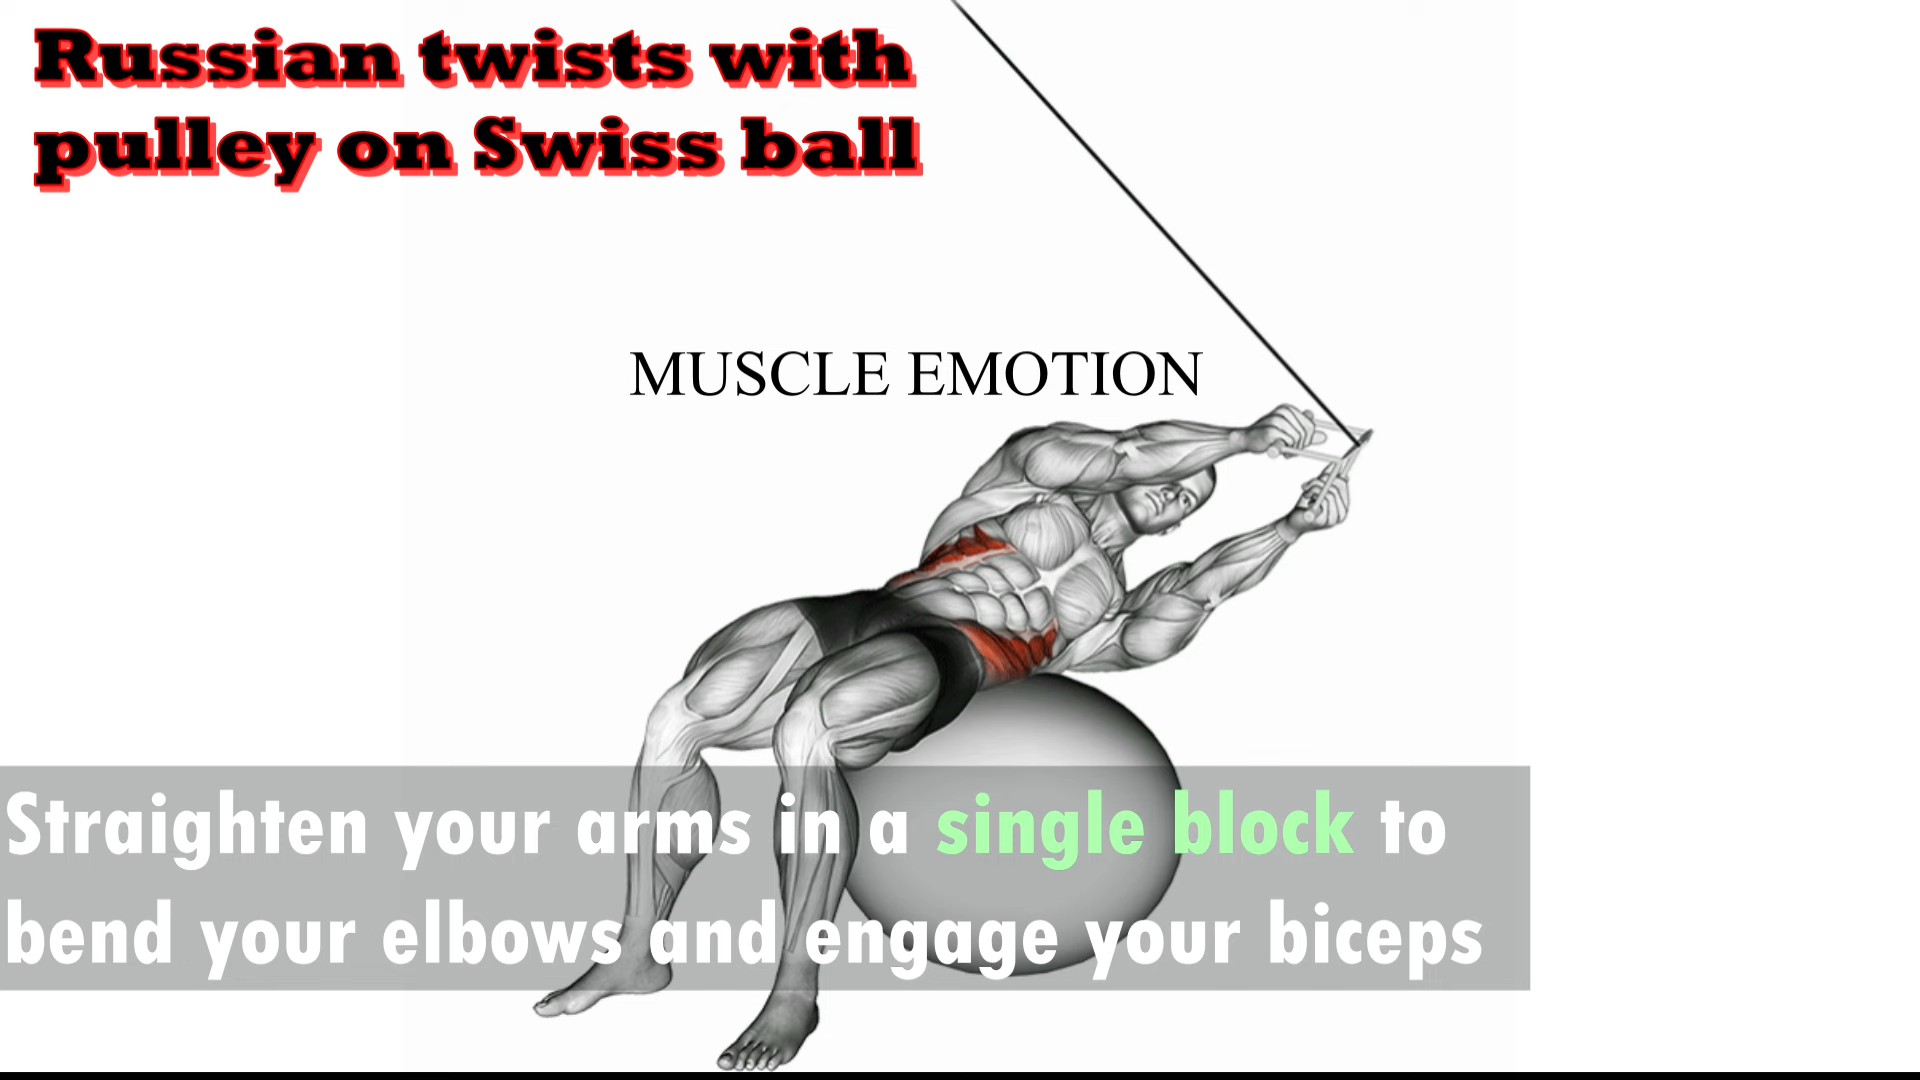 Russian twists with
pulley on Swiss ball
MUSCLE EMOTION
Straighten your arms in a single block to
bend your elbows and engage your biceps